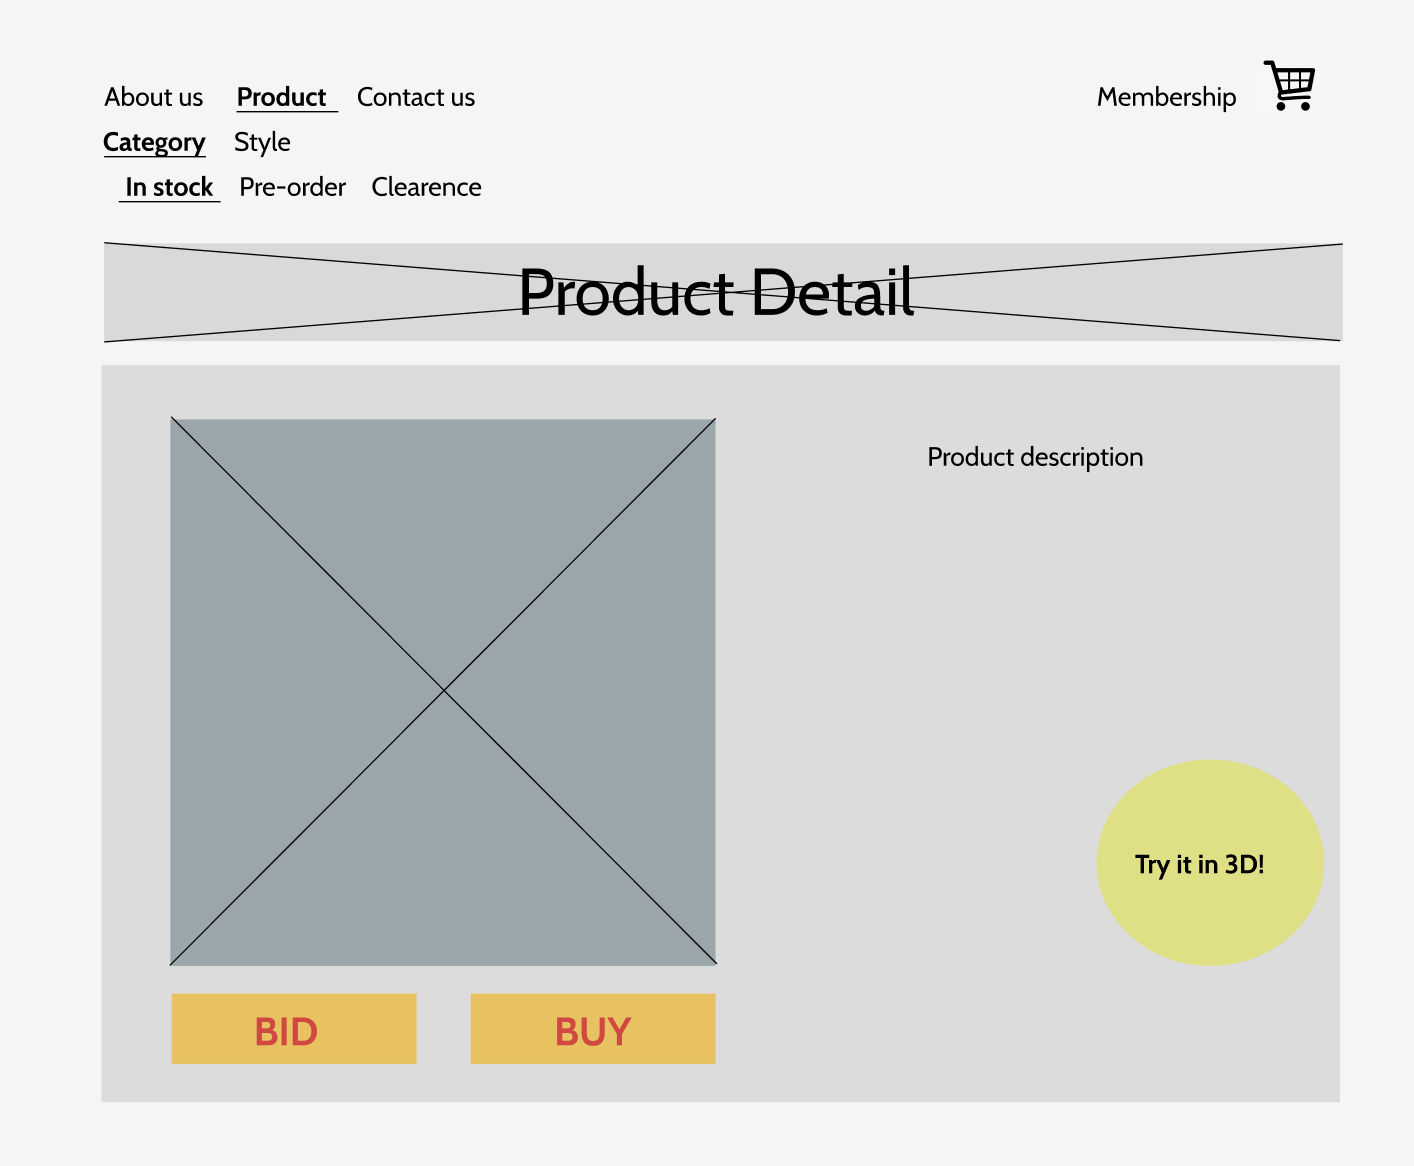 About us Product Contact us Membership
Category Style
In stock Pre-order Clearence
Product Detail
Product description
Try it in 3D!
BID BUY